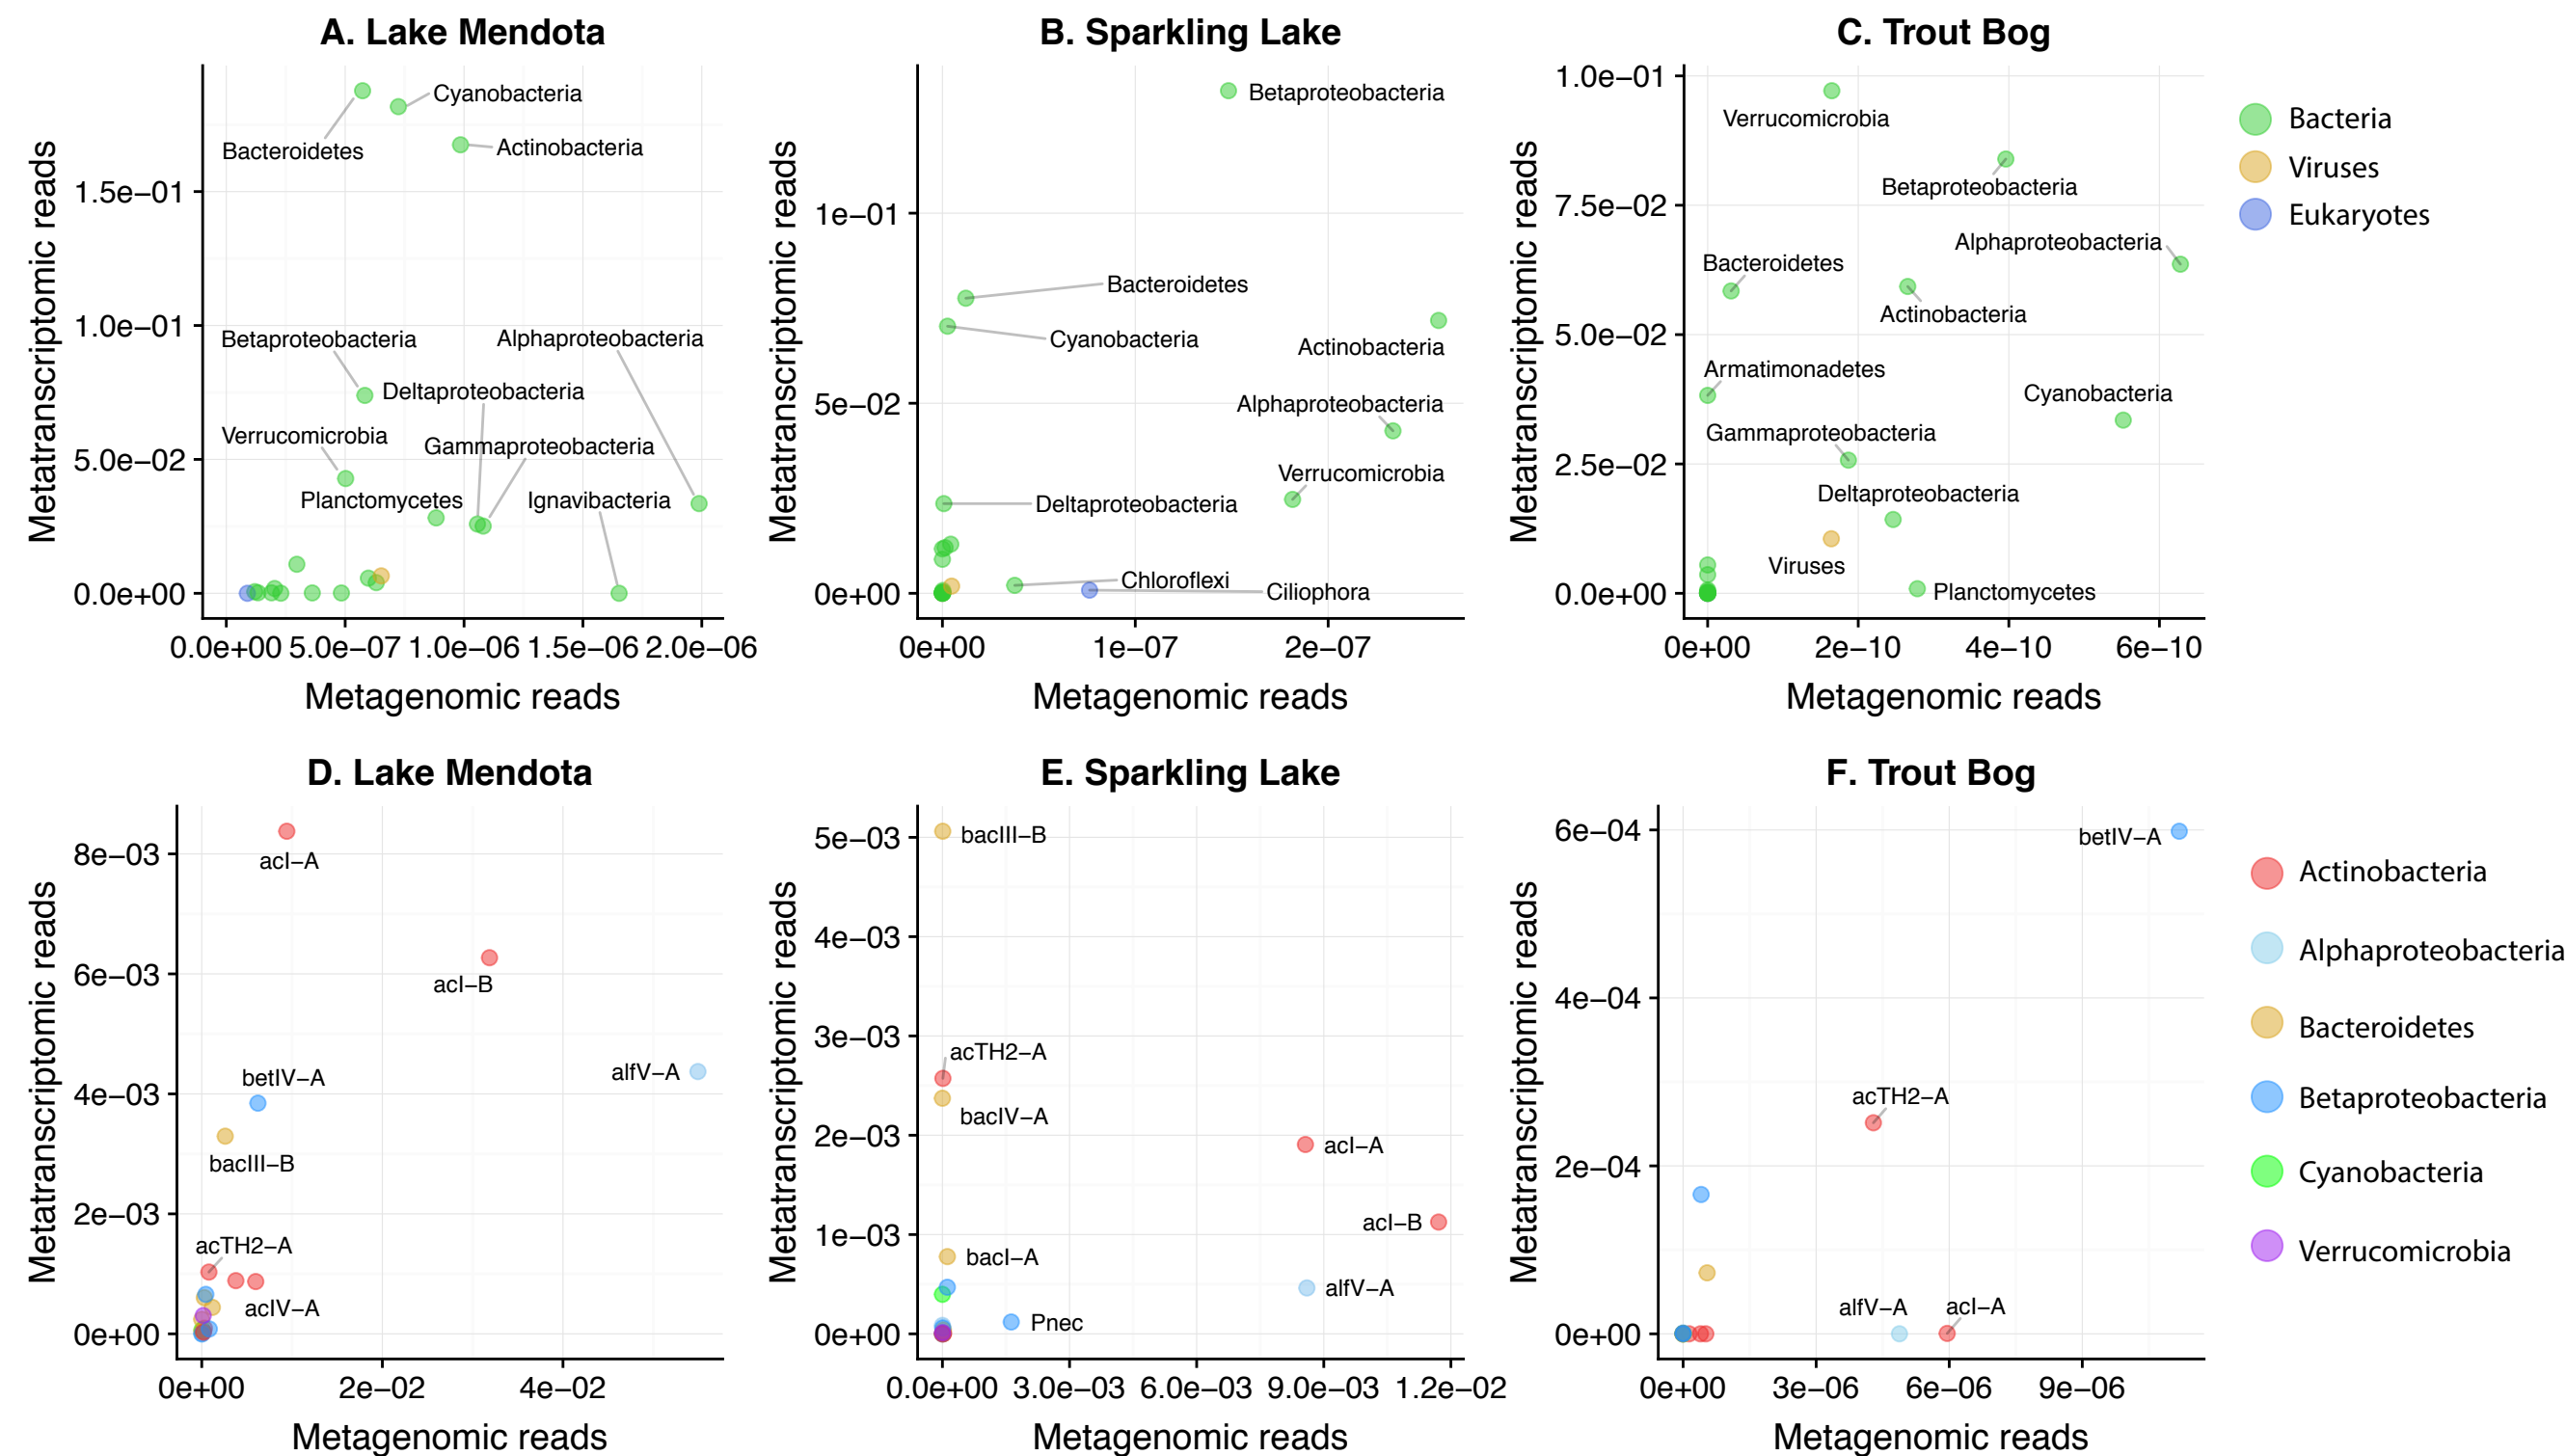 A. Lake Mendota
Metatranscriptomic reads
1.5e−01
1.0e−01
5.0e−02
0.0e+00
Cyanobacteria
Bacteroidetes
Actinobacteria
Betaproteobacteria
Alphaproteobacteria
Deltaproteobacteria
Verrucomicrobia
Gammaproteobacteria
Planctomycetes
Ignavibacteria
0.0e+00 5.0e−07 1.0e−06 1.5e−06 2.0e−06
Metagenomic reads
B. Sparkling Lake
Metatranscriptomic reads
1e−01
5e−02
0e+00
Betaproteobacteria
Bacteroidetes
Cyanobacteria
Actinobacteria
Alphaproteobacteria
Verrucomicrobia
Deltaproteobacteria
Chloroflexi
Ciliophora
0e+00 1e−07 2e−07
Metagenomic reads
C. Trout Bog
Metatranscriptomic reads
1.0e−01
7.5e−02
5.0e−02
2.5e−02
0.0e+00
Verrucomicrobia
Betaproteobacteria
Alphaproteobacteria
Bacteroidetes
Actinobacteria
Armatimonadetes
Cyanobacteria
Gammaproteobacteria
Deltaproteobacteria
Viruses
Planctomycetes
0e+00 2e−10 4e−10 6e−10
Metagenomic reads
Bacteria
Viruses
Eukaryotes
D. Lake Mendota
Metatranscriptomic reads
8e−03
6e−03
4e−03
2e−03
0e+00
acI−A
acI−B
alfV−A
betIV−A
bacIII−B
acTH2−A
acIV−A
0e+00 2e−02 4e−02
Metagenomic reads
E. Sparkling Lake
Metatranscriptomic reads
5e−03
4e−03
3e−03
2e−03
1e−03
0e+00
bacIII−B
acTH2−A
bacIV−A
acI−A
acI−B
bacI−A
alfV−A
Pnec
0.0e+00 3.0e−03 6.0e−03 9.0e−03 1.2e−02
Metagenomic reads
F. Trout Bog
Metatranscriptomic reads
6e−04
4e−04
2e−04
0e+00
betIV−A
acTH2−A
alfV−A
acI−A
0e+00 3e−06 6e−06 9e−06
Metagenomic reads
Actinobacteria
Alphaproteobacteria
Bacteroidetes
Betaproteobacteria
Cyanobacteria
Verrucomicrobia